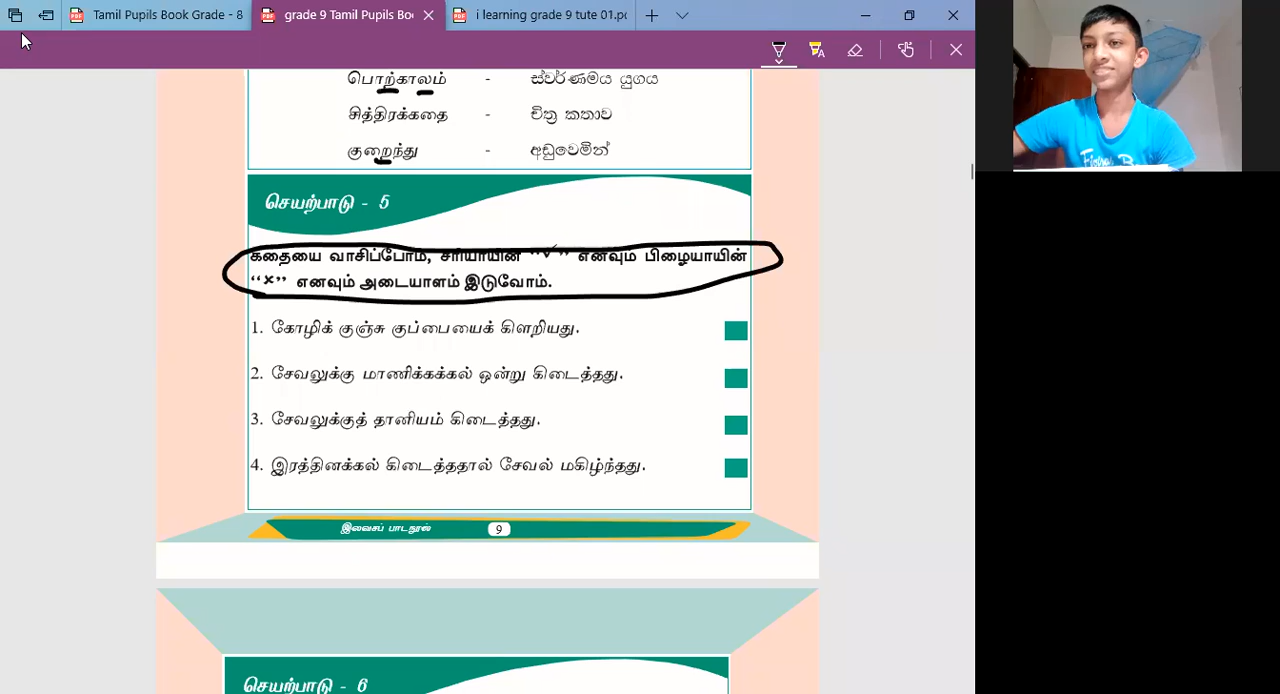 Tamil Pupils Book Grade - 8
grade 9 Tamil Pupils Bo
i learning grade 9 tute 01.pd
பொற்காலம் - ස්වර්ණමය යුගය
சித்திரக்கதை - චිත්‍ර කතාව
குறைந்து - අඩුවෙමින්
செயற்பாடு - 5
கதையை வாசிப்போம், சரியாயின் “✓” எனவும் பிழையாயின்
“×” எனவும் அடையாளம் இடுவோம்.
1. கோழிக் குஞ்சு குப்பையைக் கிளறியது.
2. சேவலுக்கு மாணிக்கக்கல் ஒன்று கிடைத்தது.
3. சேவலுக்குத் தானியம் கிடைத்தது.
4. இரத்தினக்கல் கிடைத்ததால் சேவல் மகிழ்ந்தது.
இலவசப் பாடநூல் 9
செயற்பாடு - 6